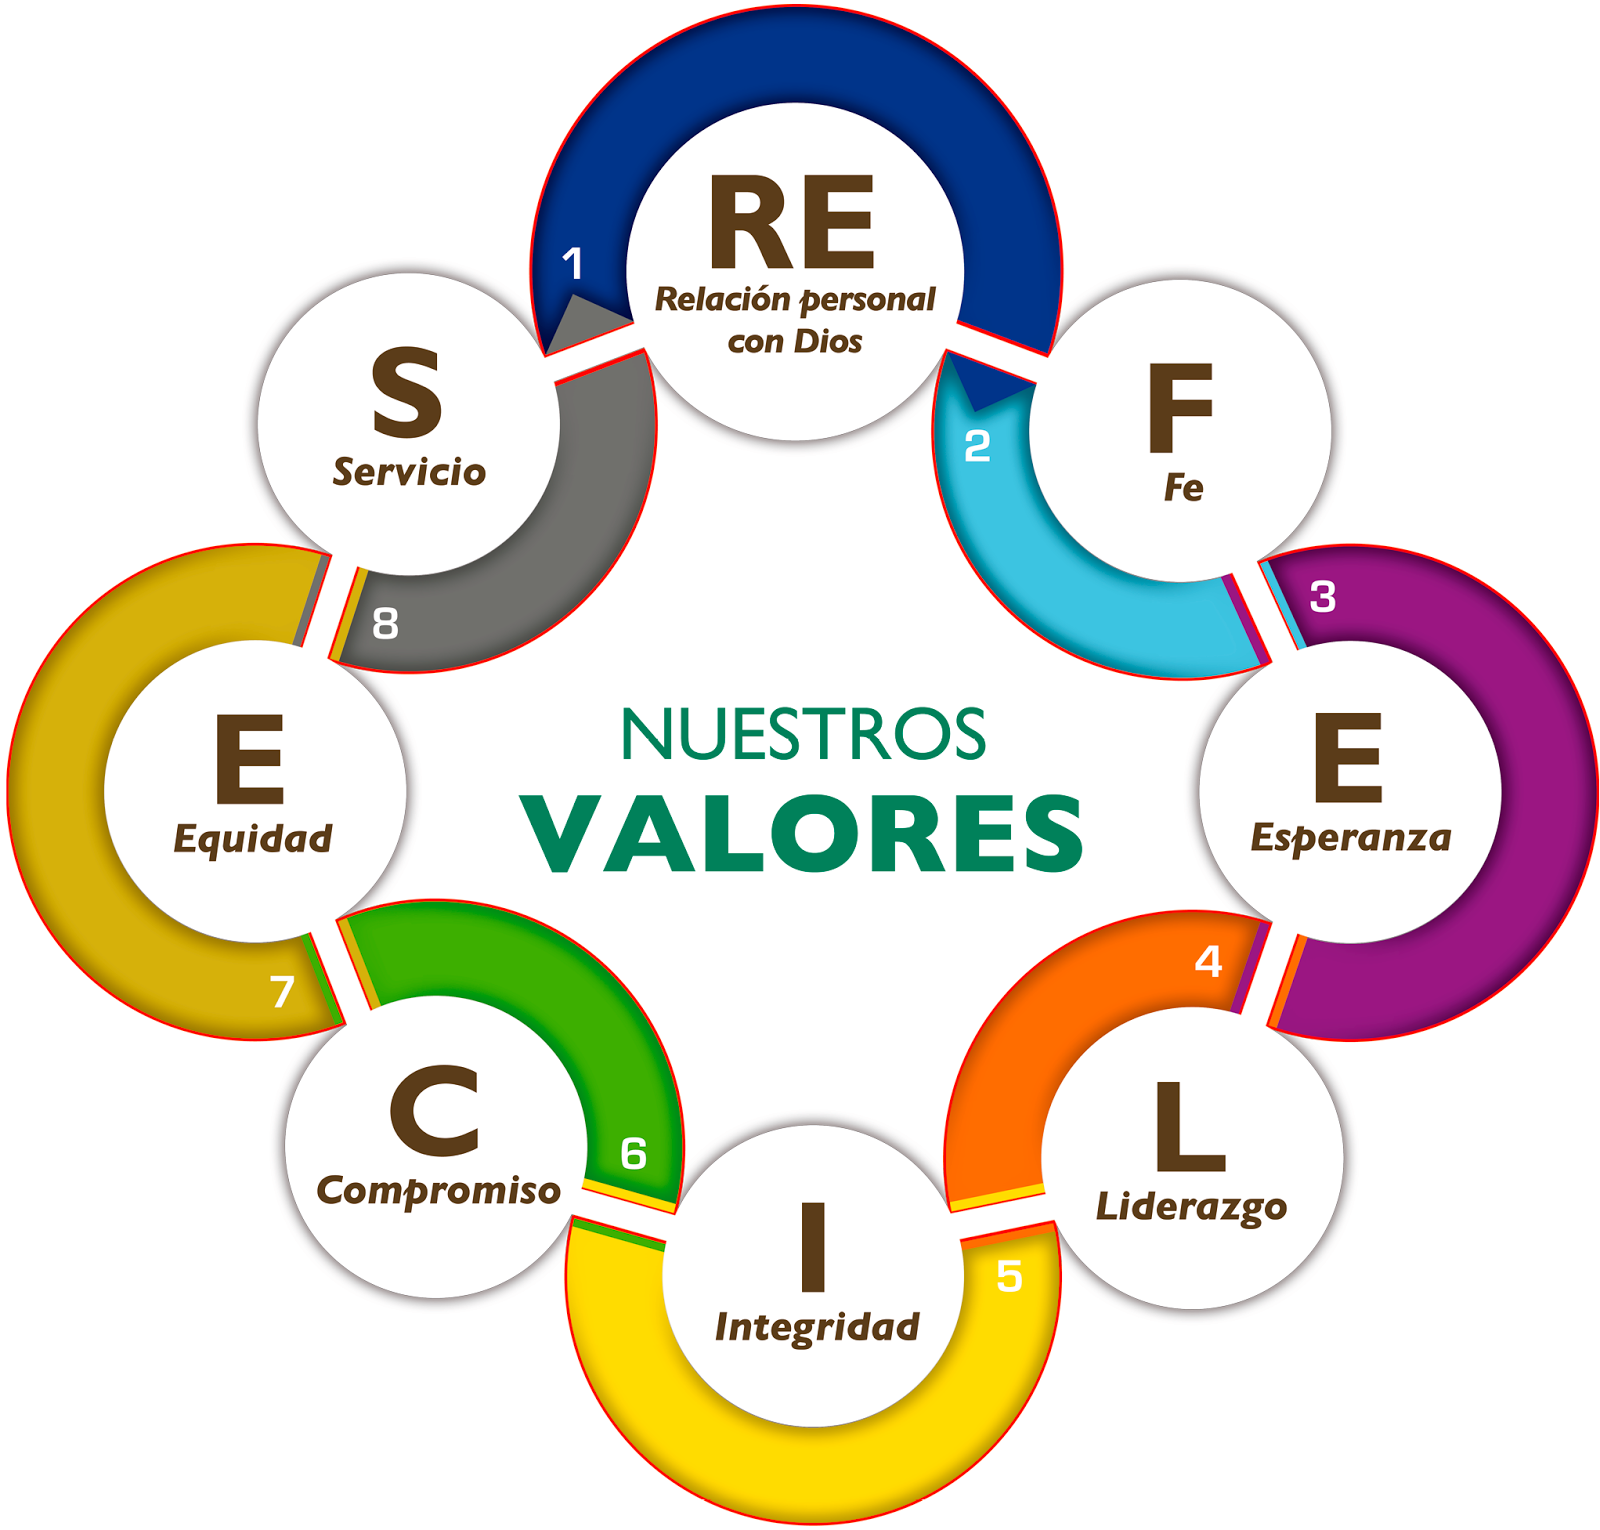 1
RE
Relación personal
con Dios
2
F
Fe
3
E
Esperanza
4
L
Liderazgo
5
I
Integridad
6
C
Compromiso
7
E
Equidad
8
S
Servicio
NUESTROS
VALORES